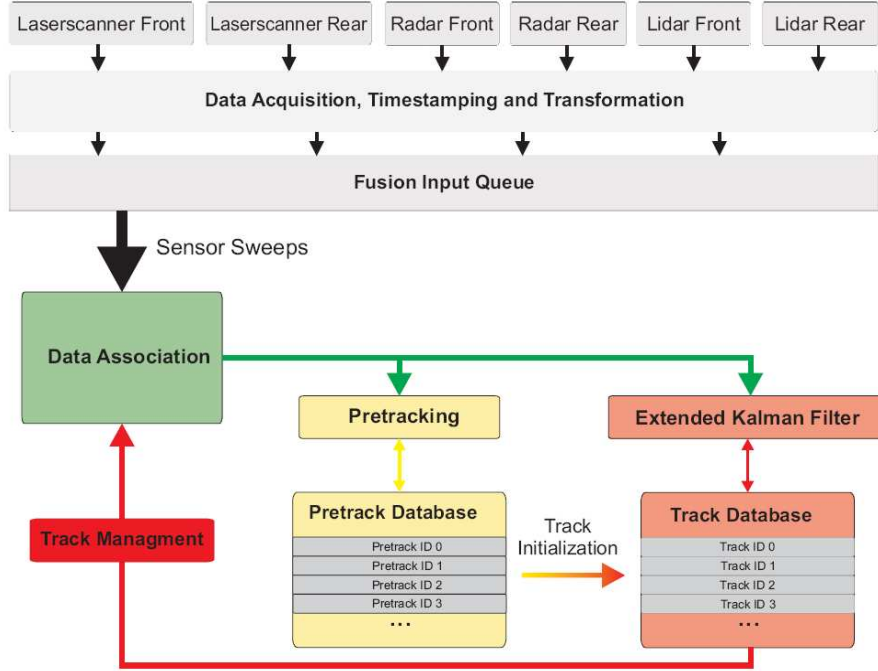 Laserscanner Front
Laserscanner Rear
Radar Front
Radar Rear
Lidar Front
Lidar Rear
Data Acquisition, Timestamping and Transformation
Fusion Input Queue
Sensor Sweeps
Data Association
Pretracking
Extended Kalman Filter
Track Managment
Pretrack Database
Pretrack ID 0
Pretrack ID 1
Pretrack ID 2
Pretrack ID 3
...
Track
Initialization
Track Database
Track ID 0
Track ID 1
Track ID 2
Track ID 3
...